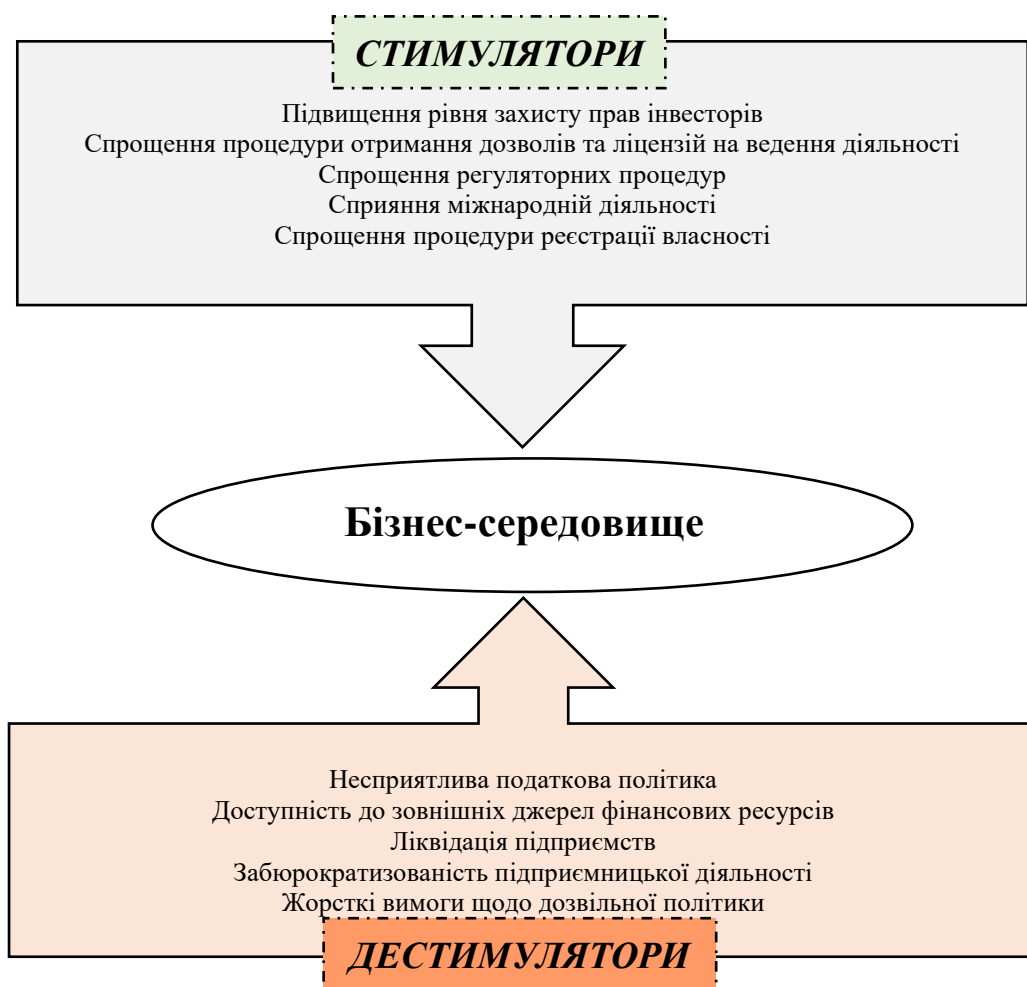 СТИМУЛЯТОРИ
Підвищення рівня захисту прав інвесторів
Спрощення процедури отримання дозволів та ліцензій на ведення діяльності
Спрощення регуляторних процедур
Сприяння міжнародній діяльності
Спрощення процедури реєстрації власності
Бізнес-середовище
Несприятлива податкова політика
Доступність до зовнішніх джерел фінансових ресурсів
Ліквідація підприємств
Забюрократизованість підприємницької діяльності
Жорсткі вимоги щодо дозвільної політики
ДЕСТИМУЛЯТОРИ